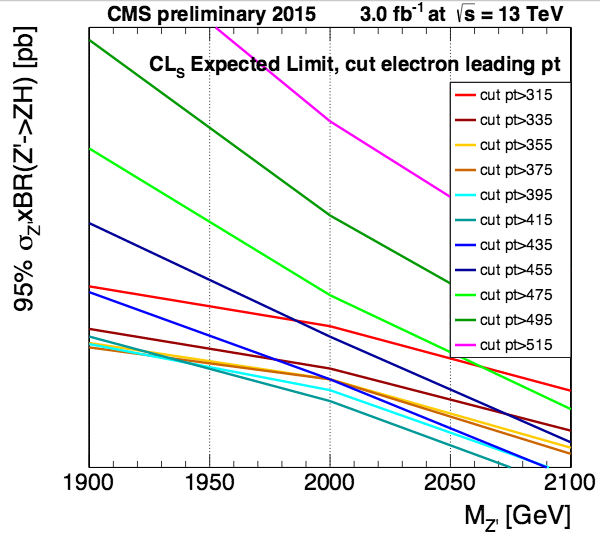 CMS preliminary 2015 3.0 fb⁻¹ at √s = 13 TeV
CLₛ Expected Limit, cut electron leading pt
95% σ_Z'xBR(Z'->ZH) [pb]
cut pt>315
cut pt>335
cut pt>355
cut pt>375
cut pt>395
cut pt>415
cut pt>435
cut pt>455
cut pt>475
cut pt>495
cut pt>515
1900 1950 2000 2050 2100
M_Z' [GeV]